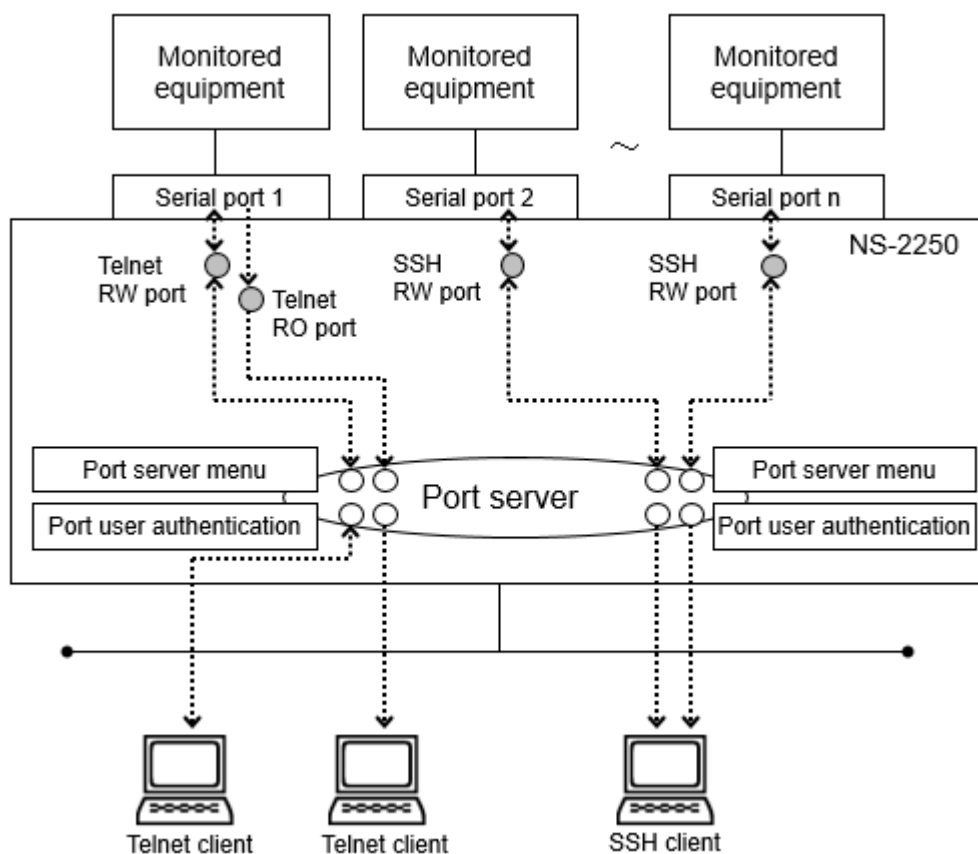 Monitored
equipment
Monitored
equipment
Monitored
equipment
~
Serial port 1
Serial port 2
Serial port n
NS-2250
Telnet
RW port
Telnet
RO port
SSH
RW port
SSH
RW port
Port server menu
Port user authentication
Port server
Port server menu
Port user authentication
Telnet client
Telnet client
SSH client